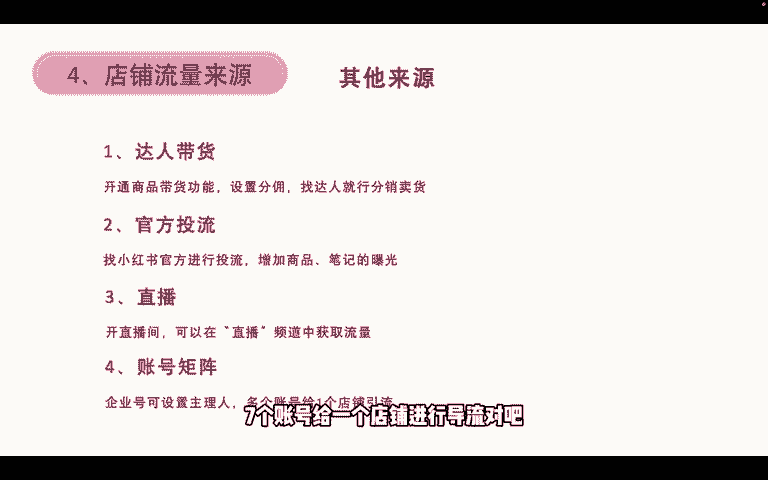 4、店铺流量来源
其他来源
1、达人带货
开通商品带货功能，设置分佣，找达人就行分销卖货
2、官方投流
找小红书官方进行投流，增加商品、笔记的曝光
3、直播
开直播间，可以在“直播”频道中获取流量
4、账号矩阵
企业号可设置主理人，多个账号给1个店铺引流
7个账号给一个店铺进行导流对吧